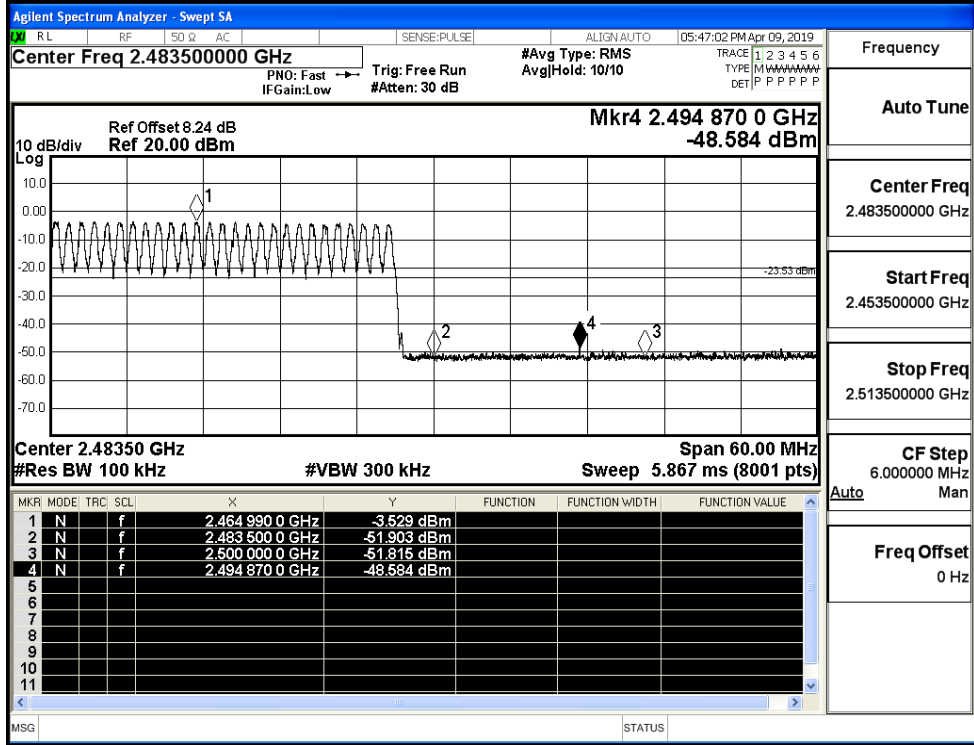 Agilent Spectrum Analyzer - Swept SA
LXI RL RF 50 Ω AC SENSE:PULSE ALIGN AUTO 05:47:02 PM Apr 09, 2019
Center Freq 2.483500000 GHz
PNO: Fast
IFGain:Low
Trig: Free Run
#Atten: 30 dB
#Avg Type: RMS
Avg|Hold: 10/10
TRACE 1 2 3 4 5 6
TYPE M W W W W W
DET P P P P P P
Ref Offset 8.24 dB
10 dB/div Ref 20.00 dBm
Log
Mkr4 2.494 870 0 GHz
-48.584 dBm
10.0
0.00
-10.0
-20.0
-30.0
-40.0
-50.0
-60.0
-70.0
1
2
4
3
-23.53 dBm
Center 2.48350 GHz Span 60.00 MHz
#Res BW 100 kHz #VBW 300 kHz Sweep 5.867 ms (8001 pts)
MKR MODE TRC SCL X Y FUNCTION FUNCTION WIDTH FUNCTION VALUE
1 N f 2.464 990 0 GHz -3.529 dBm
2 N f 2.483 500 0 GHz -51.903 dBm
3 N f 2.500 000 0 GHz -51.815 dBm
4 N f 2.494 870 0 GHz -48.584 dBm
5
6
7
8
9
10
11
MSG STATUS
Frequency
Auto Tune
Center Freq
2.483500000 GHz
Start Freq
2.453500000 GHz
Stop Freq
2.513500000 GHz
CF Step
6.000000 MHz
Auto Man
Freq Offset
0 Hz